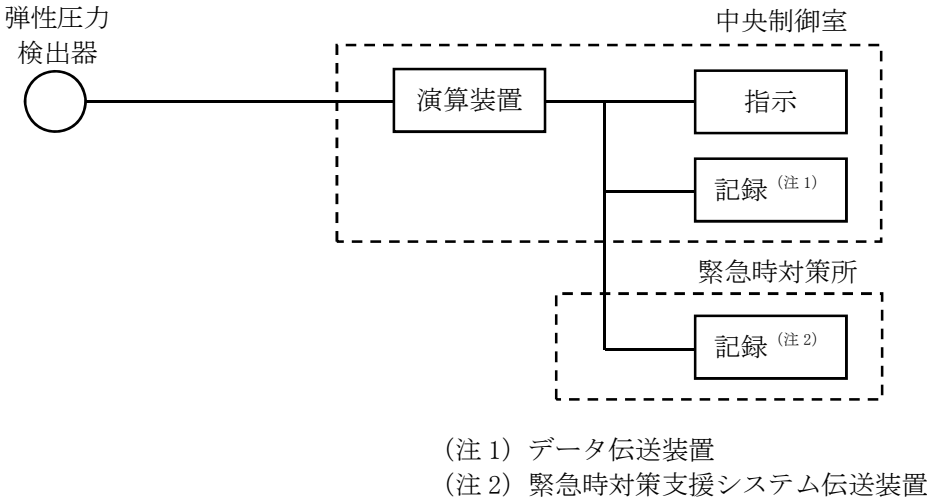 弾性圧力
検出器
中央制御室
演算装置
指示
記録(注1)
緊急時対策所
記録(注2)
(注1) データ伝送装置
(注2) 緊急時対策支援システム伝送装置